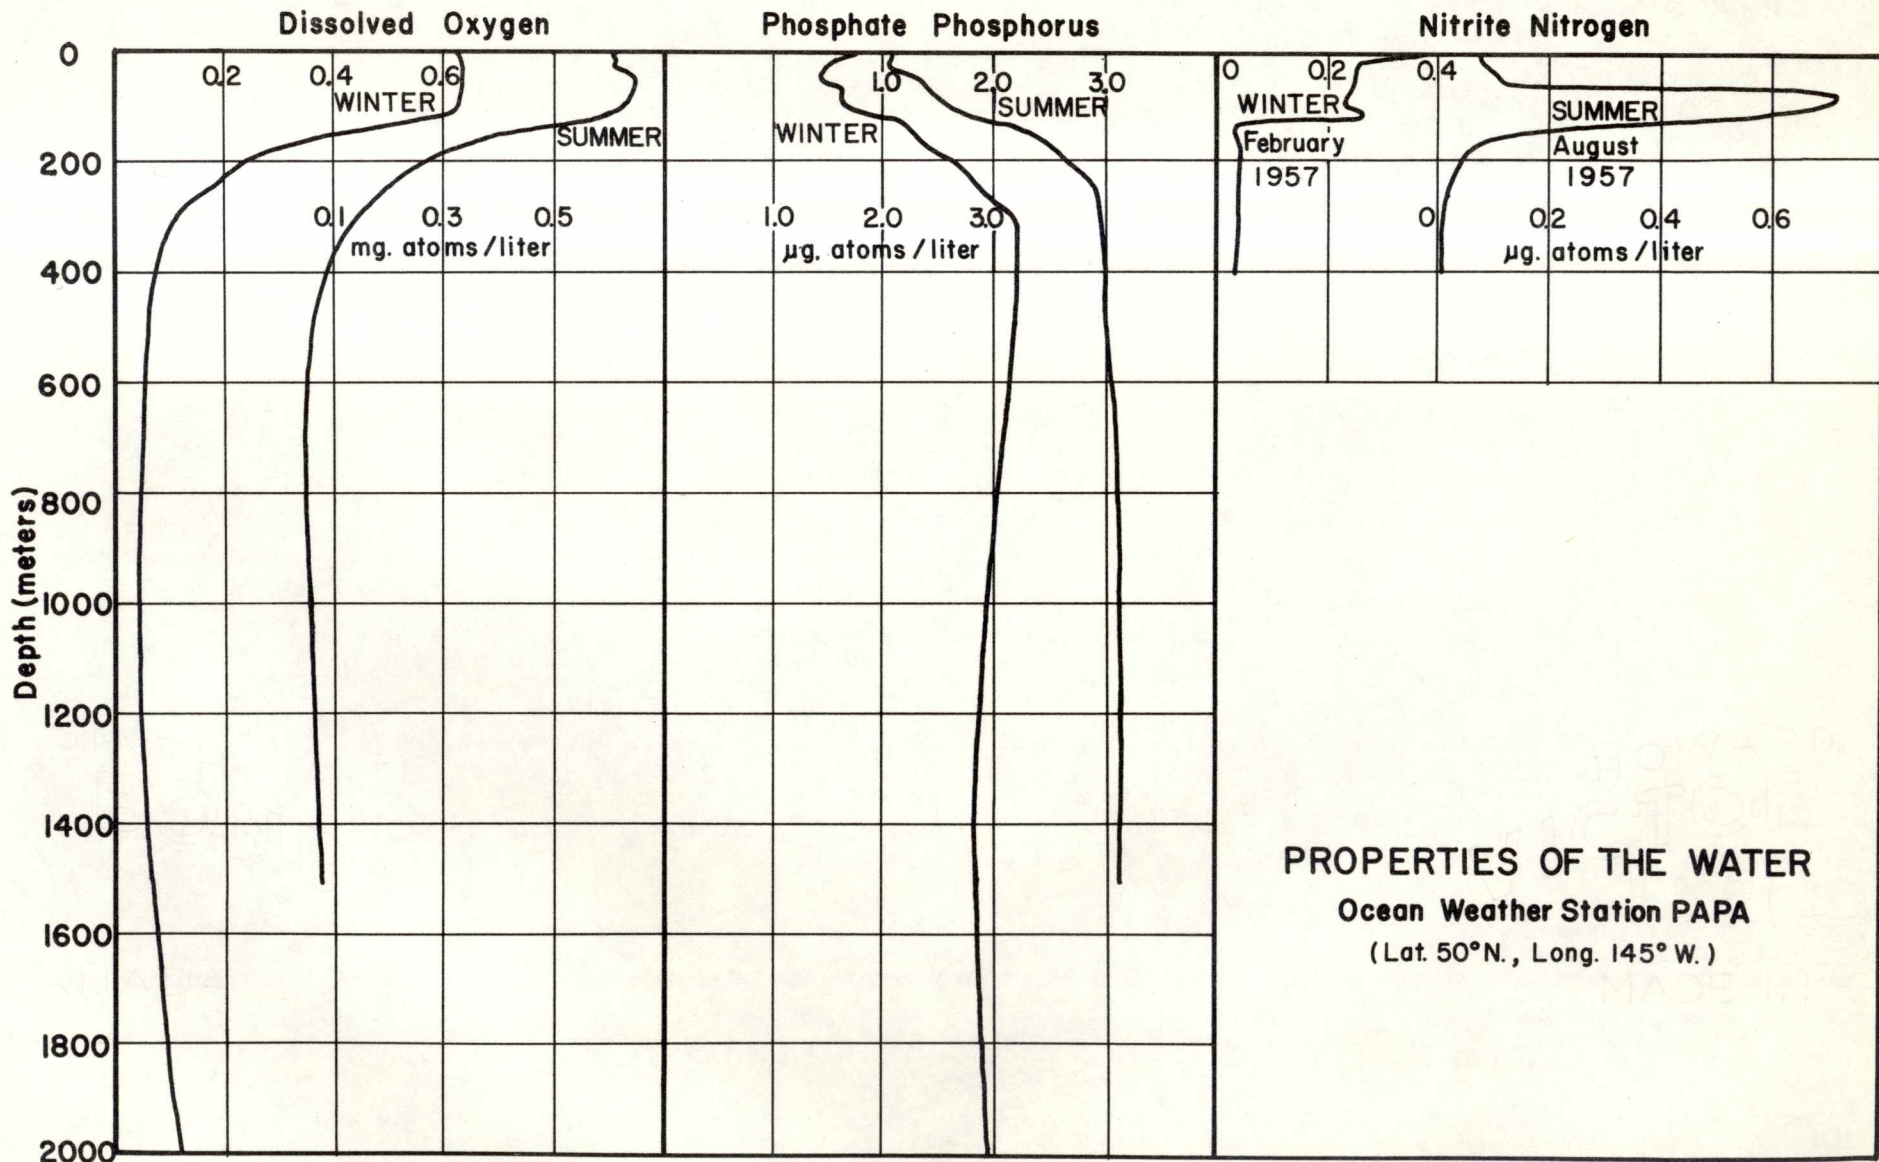 Dissolved Oxygen Phosphate Phosphorus Nitrite Nitrogen
0
0.2 0.4 0.6 1.0 2.0 3.0 0 0.2 0.4
WINTER SUMMER WINTER SUMMER
SUMMER WINTER February August
200 1957 1957
0.1 0.3 0.5 1.0 2.0 3.0 0 0.2 0.4 0.6
mg. atoms/liter µg. atoms/liter µg. atoms/liter
400
600
800
Depth (meters)
1000
1200
1400
PROPERTIES OF THE WATER
Ocean Weather Station PAPA
1600 (Lat. 50°N., Long. 145°W.)
1800
2000